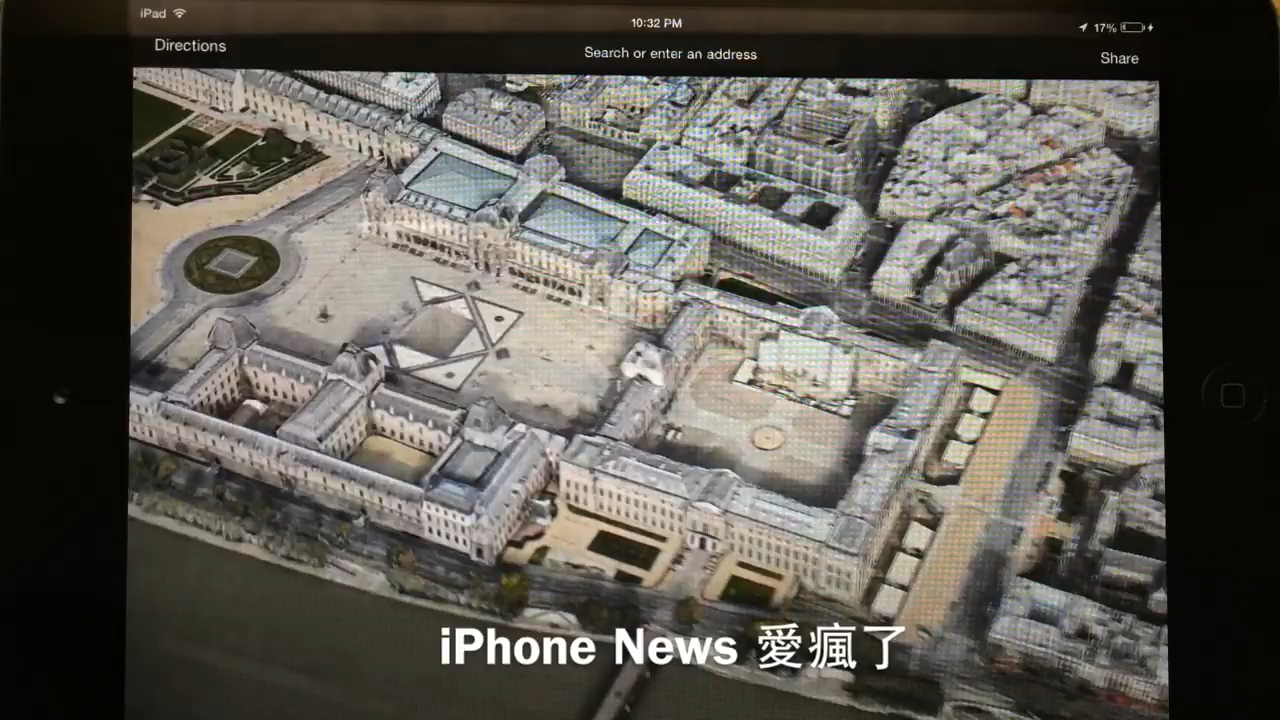 iPad
10:32 PM
17%
Directions
Search or enter an address
Share
iPhone News 愛瘋了